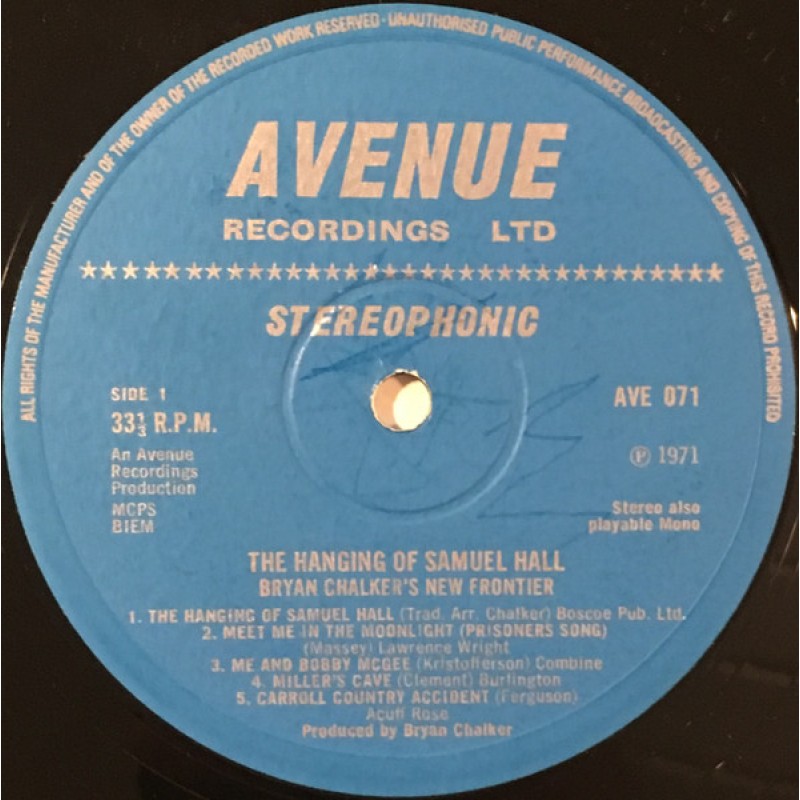 ALL RIGHTS OF THE MANUFACTURER AND OF THE OWNER OF THE RECORDED WORK RESERVED · UNAUTHORISED PUBLIC PERFORMANCE BROADCASTING AND COPYING OF THIS RECORD PROHIBITED
AVENUE
RECORDINGS LTD
STEREOPHONIC
SIDE 1
33⅓ R.P.M.
An Avenue
Recordings
Production
MCPS
BIEM
AVE 071
Ⓟ 1971
Stereo also
playable Mono
THE HANGING OF SAMUEL HALL
BRYAN CHALKER'S NEW FRONTIER
1. THE HANGING OF SAMUEL HALL (Trad. Arr. Chalker) Boscoe Pub. Ltd.
2. MEET ME IN THE MOONLIGHT (PRISONERS SONG)
(Massey) Lawrence Wright
3. ME AND BOBBY MCGEE (Kristofferson) Combine
4. MILLER'S CAVE (Clement) Burlington
5. CARROLL COUNTRY ACCIDENT (Ferguson)
Acuff Rose
Produced by Bryan Chalker